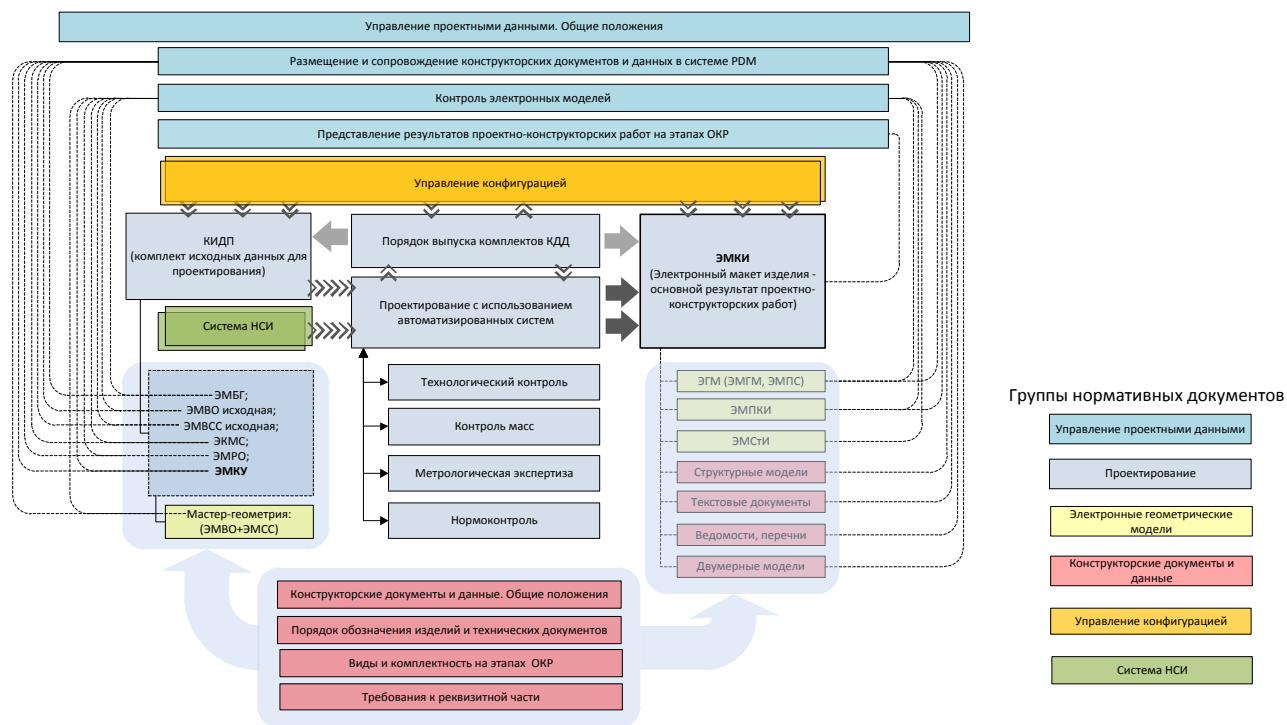 Управление проектными данными. Общие положения
Размещение и сопровождение конструкторских документов и данных в системе PDM
Контроль электронных моделей
Представление результатов проектно-конструкторских работ на этапах ОКР
Управление конфигурацией
КИДП
(комплект исходных данных для
проектирования)
Порядок выпуска комплектов КДД
ЭМКИ
(Электронный макет изделия -
основной результат проектно-
конструкторских работ)
Проектирование с использованием
автоматизированных систем
Система НСИ
Технологический контроль
Контроль масс
Метрологическая экспертиза
Нормоконтроль
ЭМБГ;
ЭМВО исходная;
ЭМВСС исходная;
ЭКМС;
ЭМРО;
ЭМКУ
Мастер-геометрия:
(ЭМВО+ЭМСС)
ЭГМ (ЭМГМ, ЭМПС)
ЭМПКИ
ЭМСтИ
Структурные модели
Текстовые документы
Ведомости, перечни
Двумерные модели
Конструкторские документы и данные. Общие положения
Порядок обозначения изделий и технических документов
Виды и комплектность на этапах ОКР
Требования к реквизитной части
Группы нормативных документов
Управление проектными данными
Проектирование
Электронные геометрические
модели
Конструкторские документы и
данные
Управление конфигурацией
Система НСИ